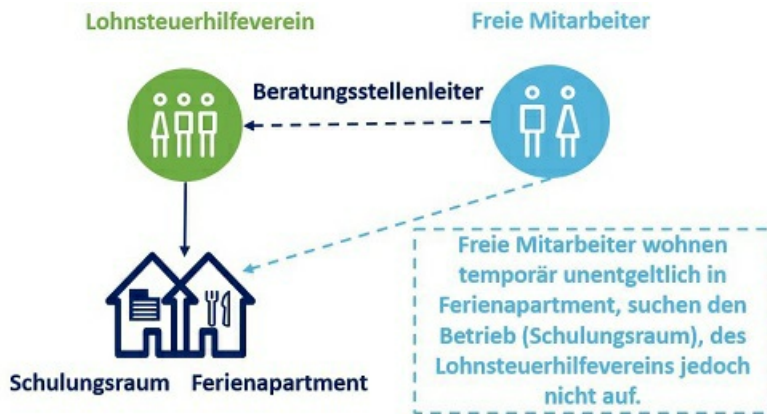 Lohnsteuerhilfeverein
Freie Mitarbeiter
Beratungsstellenleiter
Freie Mitarbeiter wohnen
temporär unentgeltlich in
Ferienapartment, suchen den
Betrieb (Schulungsraum), des
Lohnsteuerhilfevereins jedoch
nicht auf.
Schulungsraum
Ferienapartment